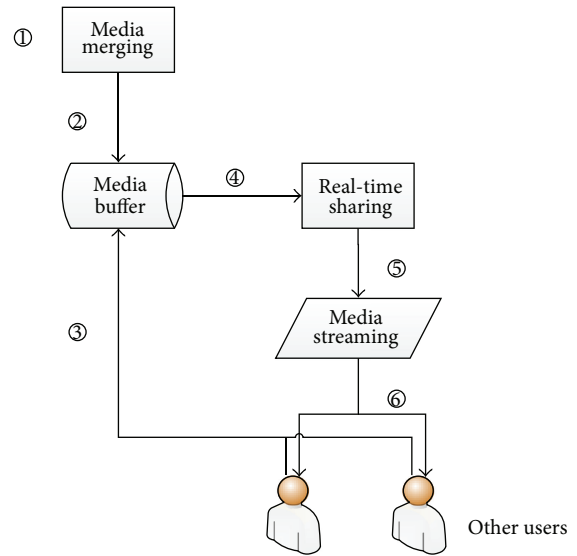 ①
Media
merging
②
Media
buffer
④
Real-time
sharing
⑤
③
Media
streaming
⑥
Other users